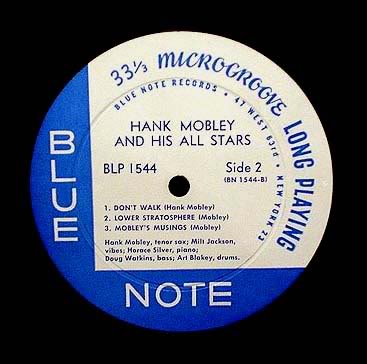 33 1/3 MICROGROOVE LONG PLAYING
BLUE NOTE RECORDS • 47 WEST 63rd • NEW YORK 23
HANK MOBLEY
AND HIS ALL STARS
BLP 1544 Side 2
(BN 1544-B)
1. DON'T WALK (Hank Mobley)
2. LOWER STRATOSPHERE (Mobley)
3. MOBLEY'S MUSINGS (Mobley)
Hank Mobley, tenor sax; Milt Jackson,
vibes; Horace Silver, piano;
Doug Watkins, bass; Art Blakey, drums.
BLUE
NOTE